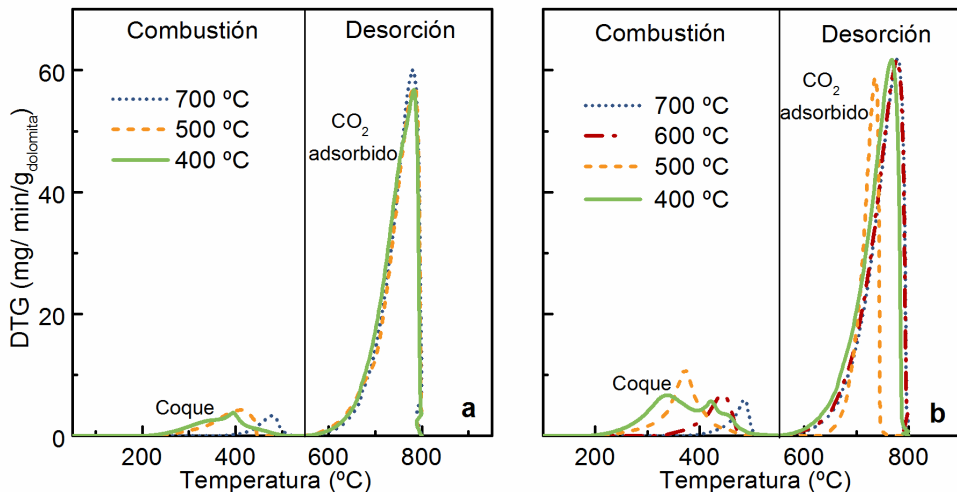 Combustión
Desorción
60
40
20
0
DTG (mg/ min/g_dolomita)
700 ºC
500 ºC
400 ºC
CO2
adsorbido
Coque
a
200 400 600 800
Temperatura (ºC)
Combustión
Desorción
CO2
adsorbido
700 ºC
600 ºC
500 ºC
400 ºC
Coque
b
200 400 600 800
Temperatura (ºC)